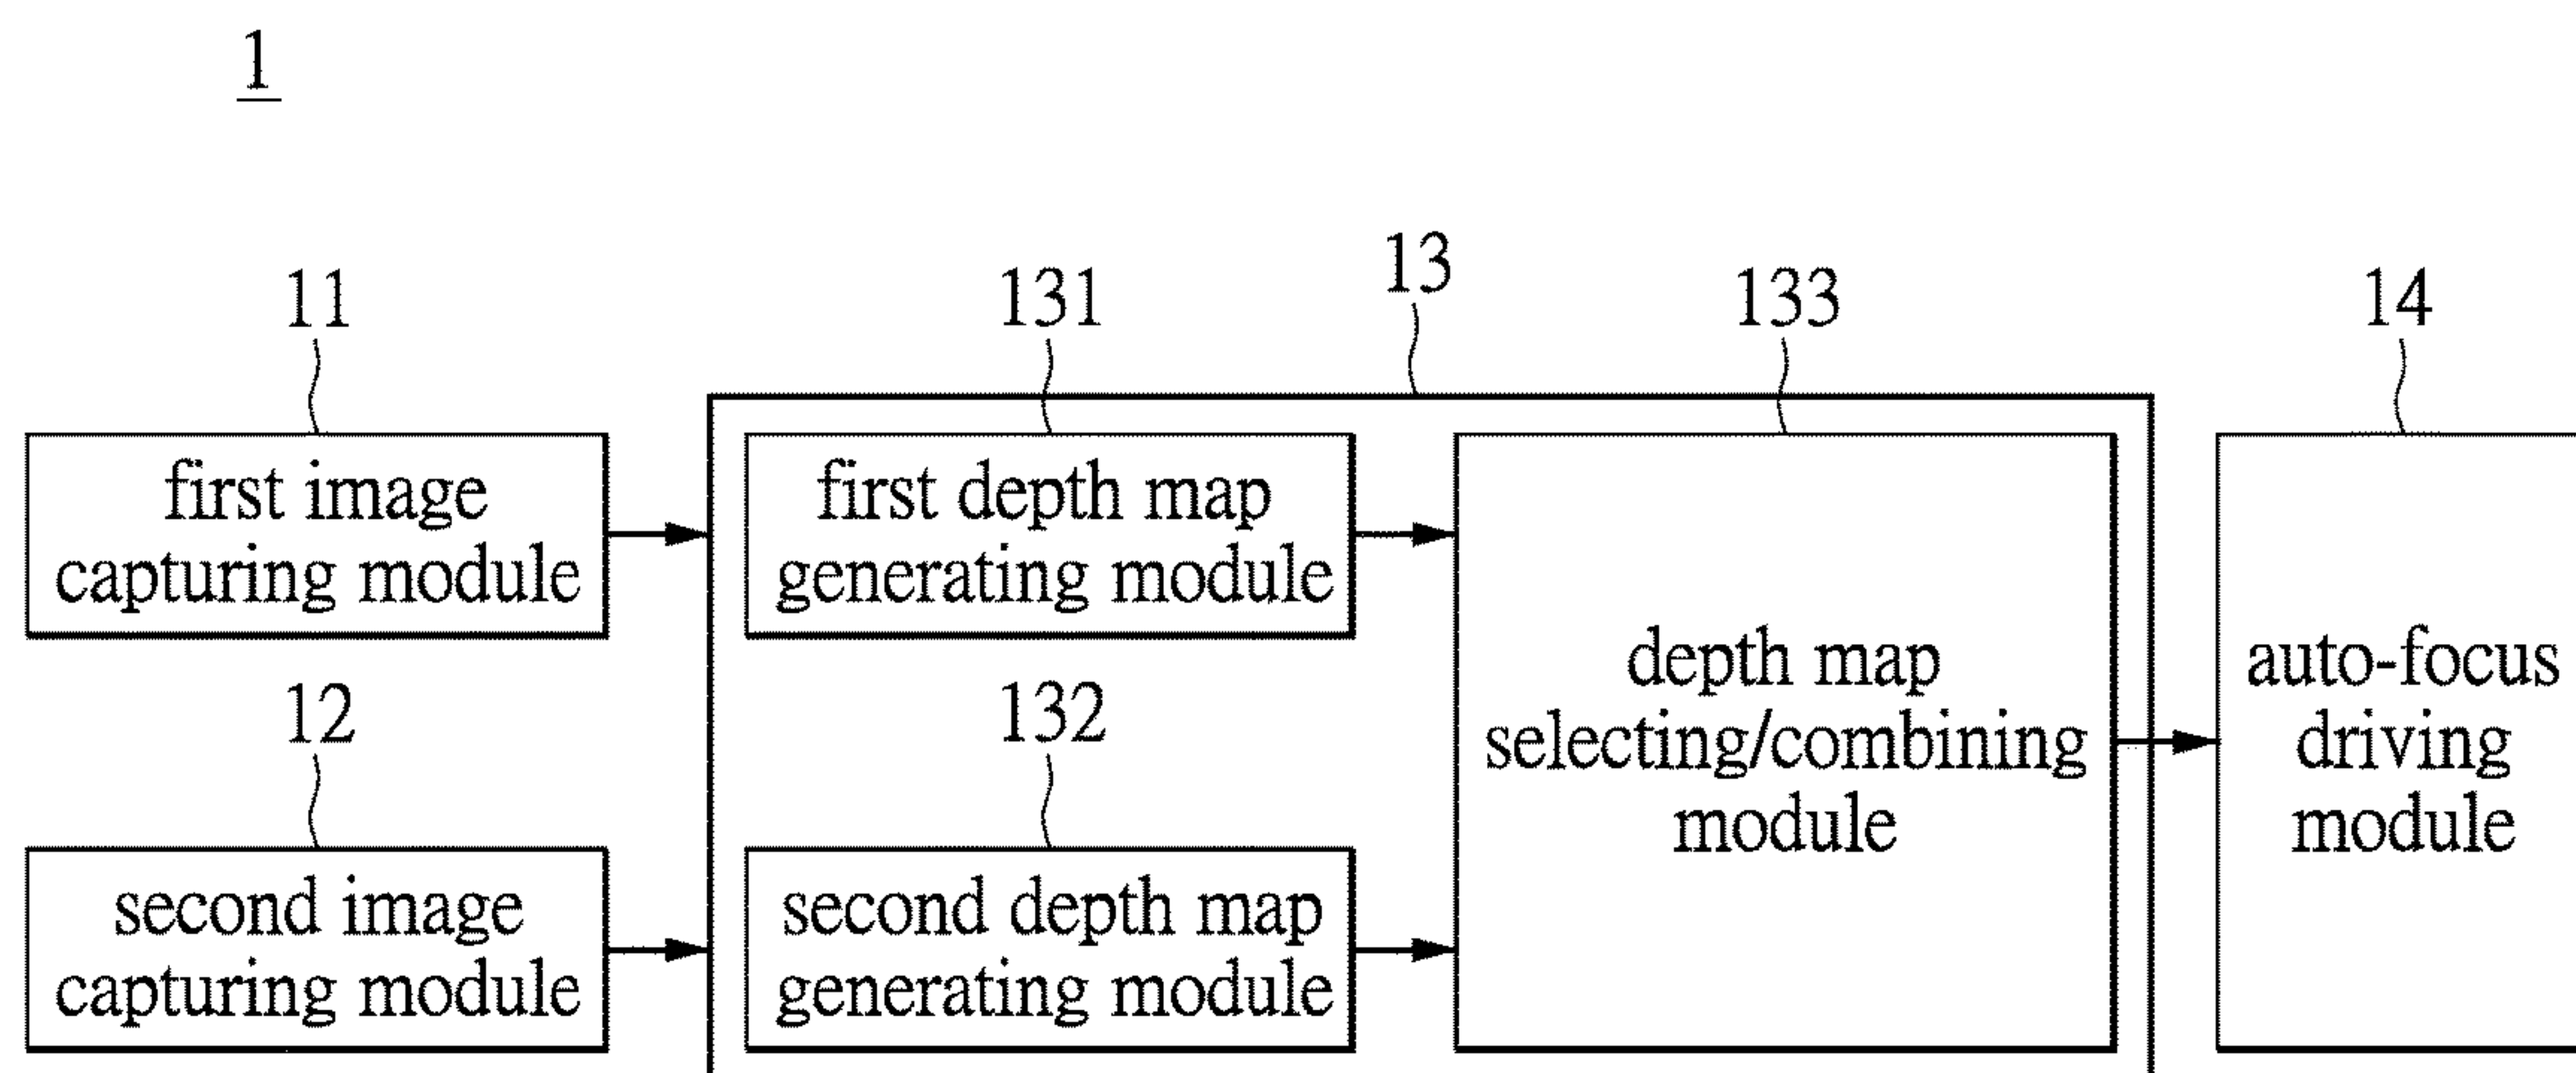 1
13
11
131
133
14
first image
capturing module
first depth map
generating module
depth map
selecting/combining
module
auto-focus
driving
module
12
132
second image
capturing module
second depth map
generating module